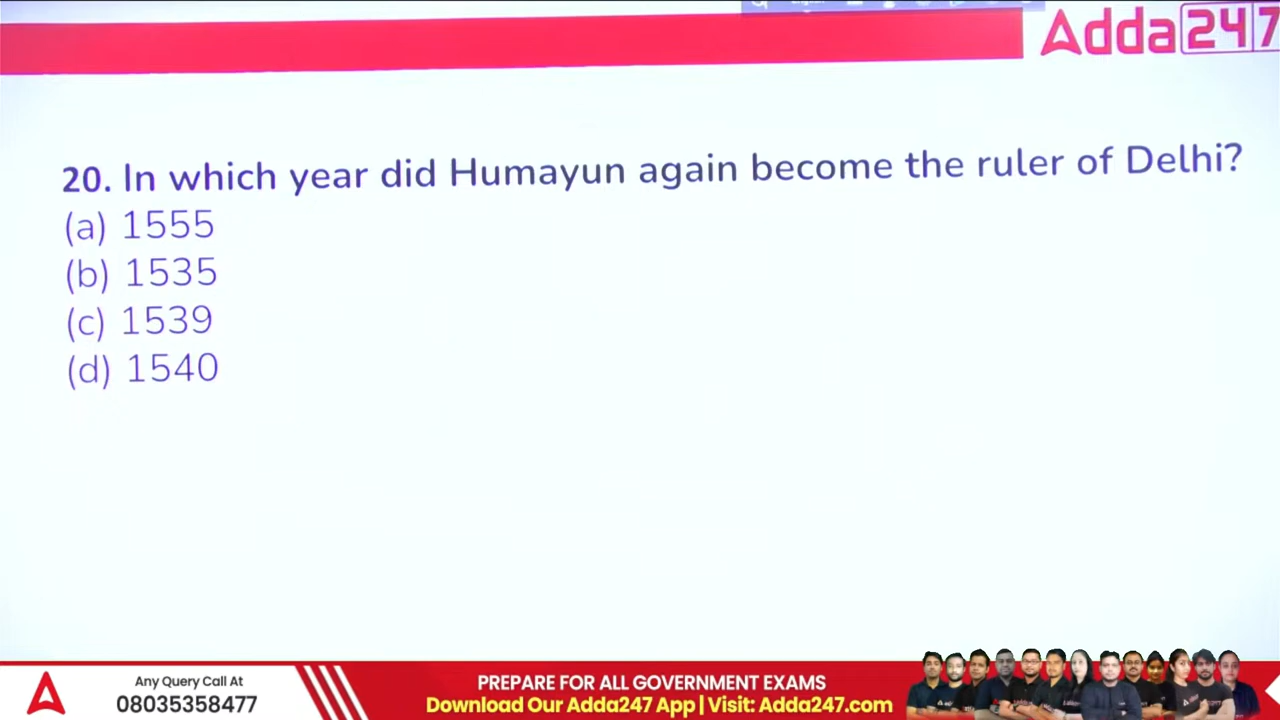 Adda247
20. In which year did Humayun again become the ruler of Delhi?
(a) 1555
(b) 1535
(c) 1539
(d) 1540
Any Query Call At
08035358477
PREPARE FOR ALL GOVERNMENT EXAMS
Download Our Adda247 App | Visit: Adda247.com